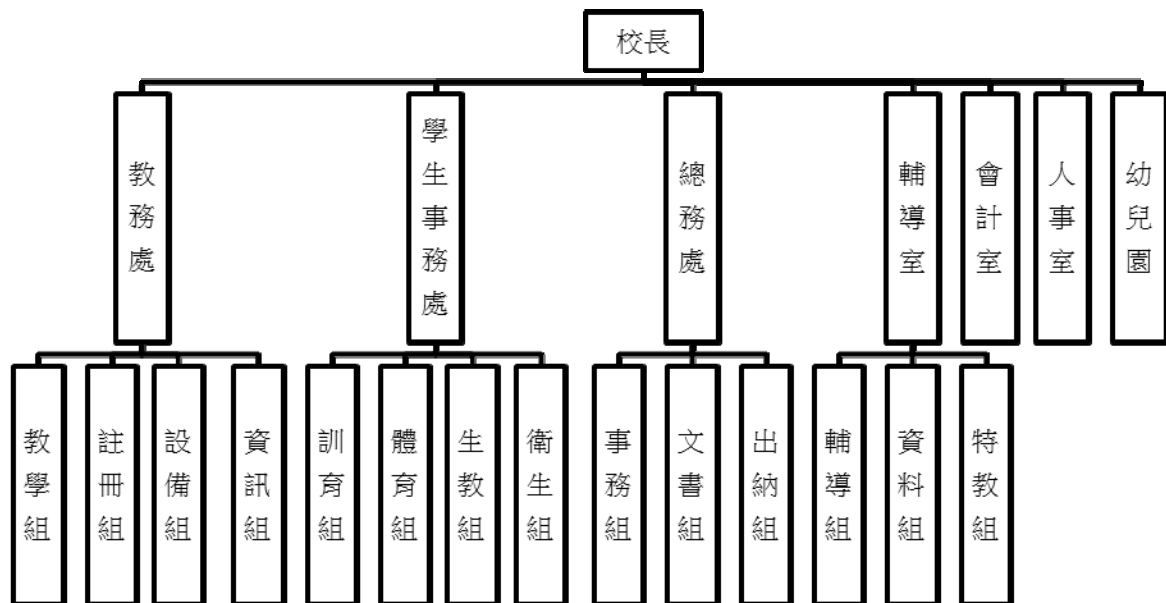 校長
教務處
學生事務處
總務處
輔導室
會計室
人事室
幼兒園
教學組
註冊組
設備組
資訊組
訓育組
體育組
生教組
衛生組
事務組
文書組
出納組
輔導組
資料組
特教組